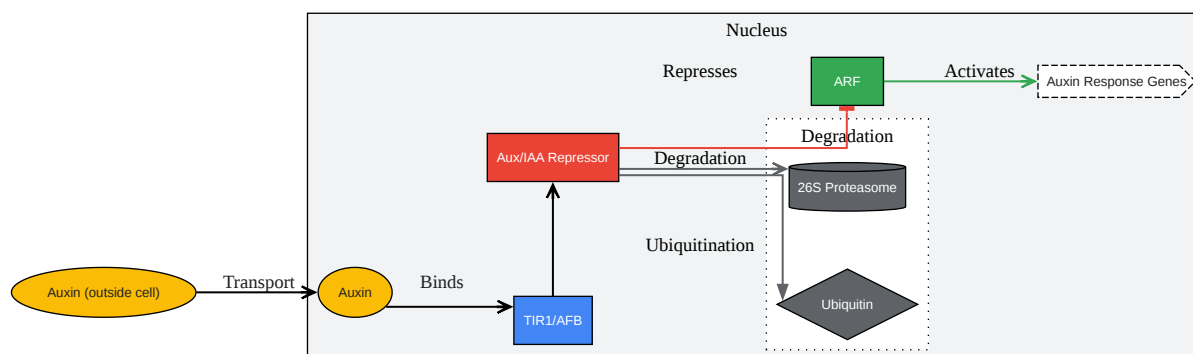 Nucleus
Represses
ARF
Activates
Auxin Response Genes
Degradation
Aux/IAA Repressor
Degradation
26S Proteasome
Ubiquitination
Auxin (outside cell)
Transport
Auxin
Binds
TIR1/AFB
Ubiquitin